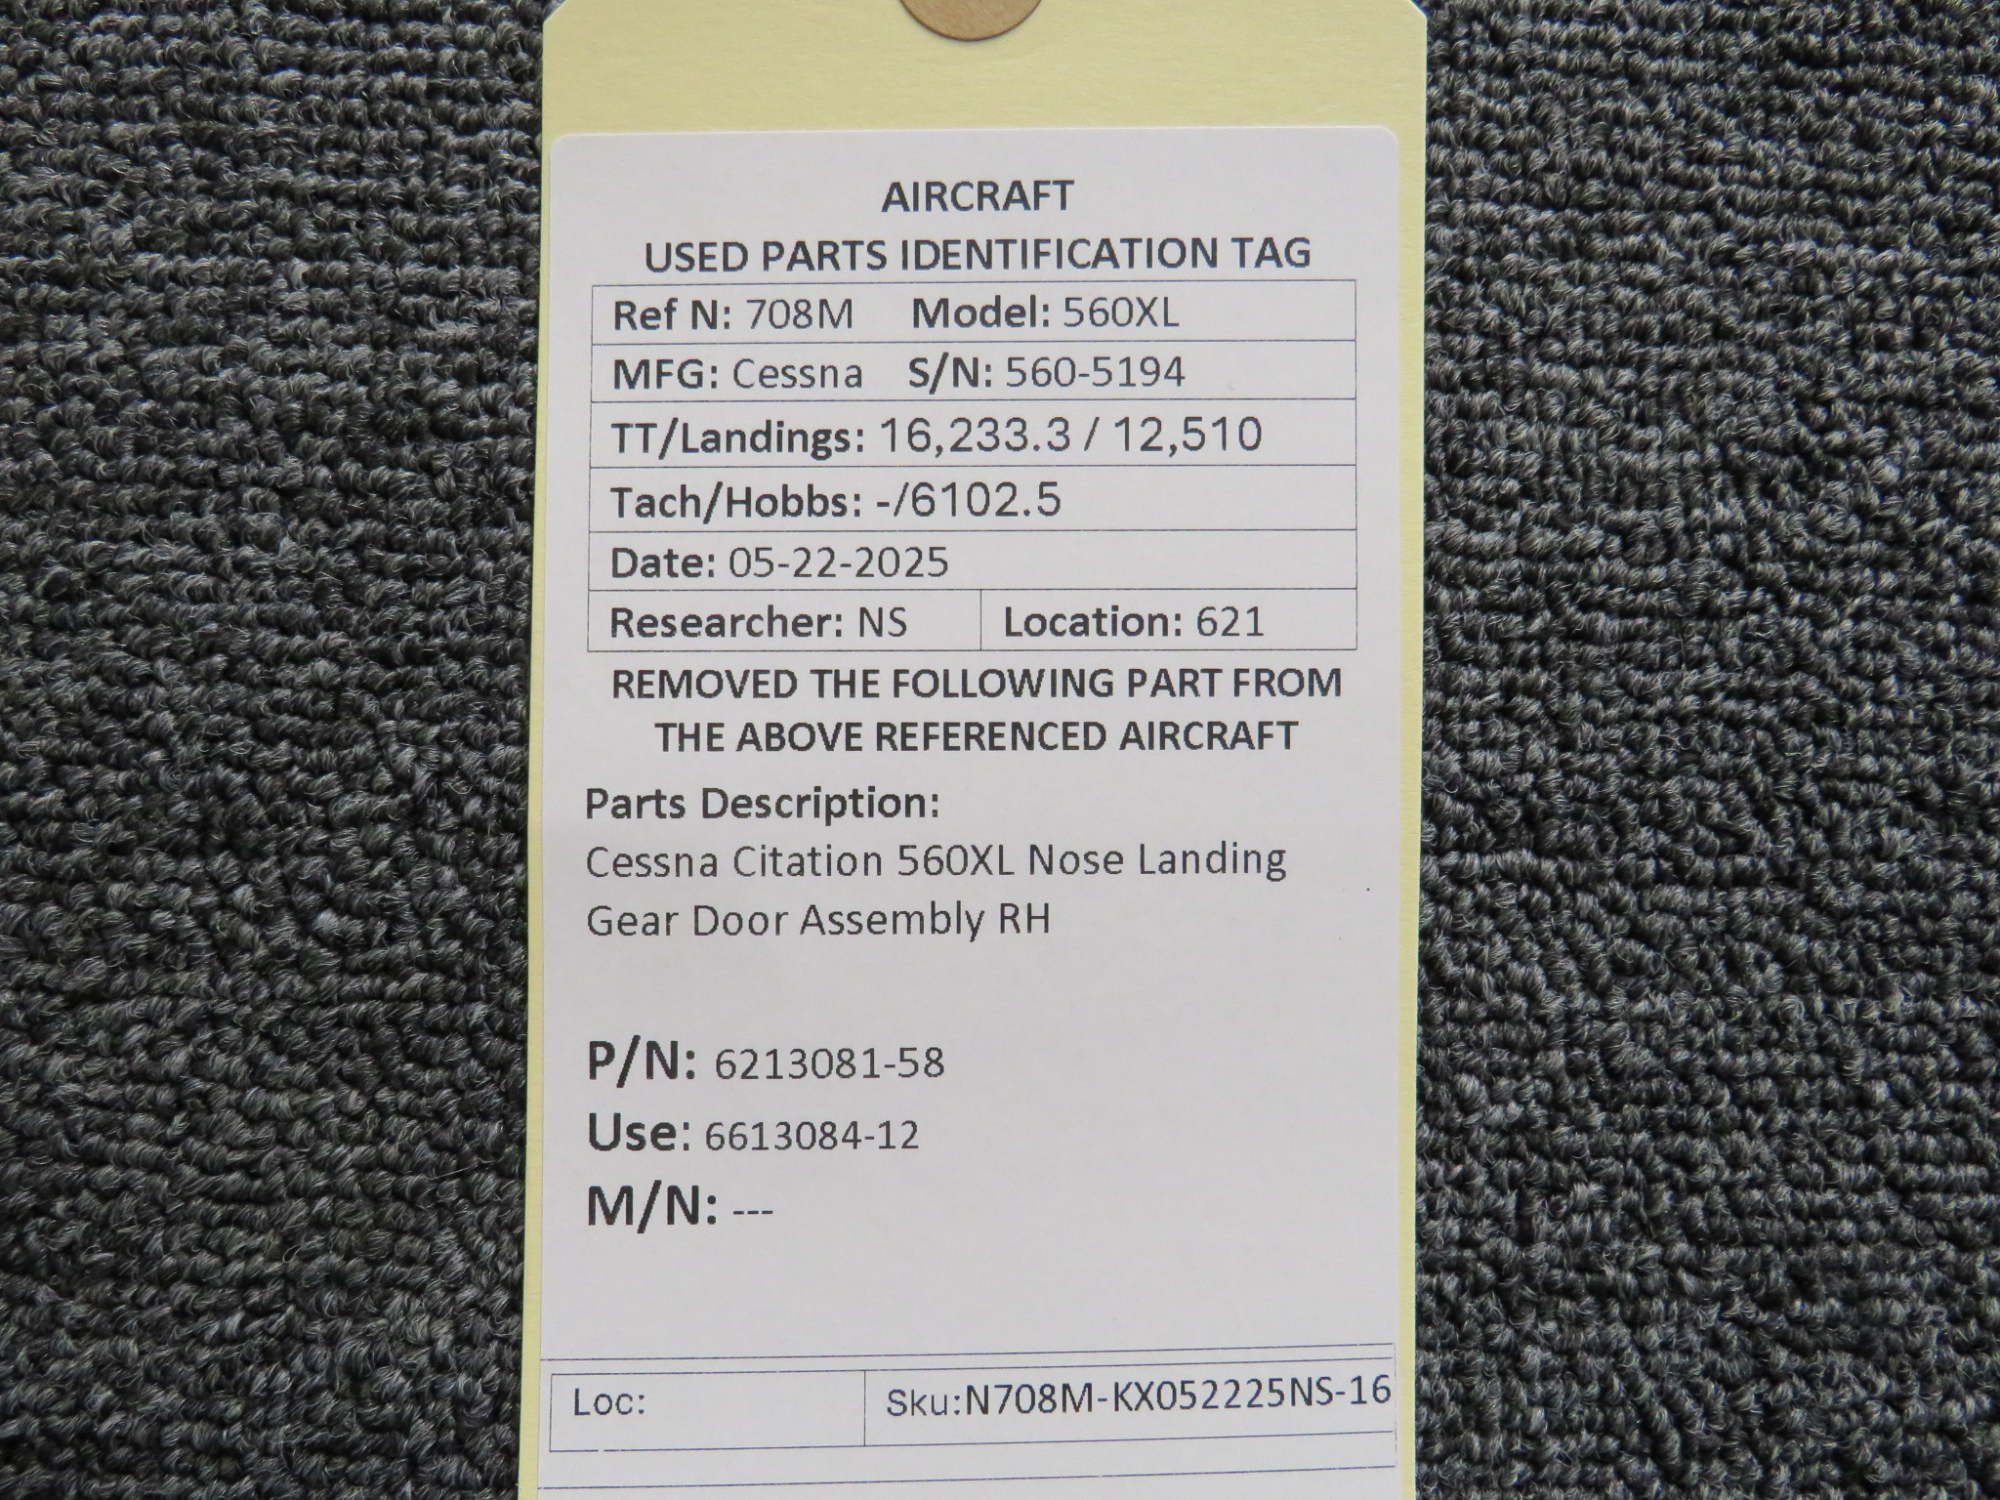 AIRCRAFT
USED PARTS IDENTIFICATION TAG
Ref N: 708M Model: 560XL
MFG: Cessna S/N: 560-5194
TT/Landings: 16,233.3 / 12,510
Tach/Hobbs: -/6102.5
Date: 05-22-2025
Researcher: NS Location: 621
REMOVED THE FOLLOWING PART FROM
THE ABOVE REFERENCED AIRCRAFT
Parts Description:
Cessna Citation 560XL Nose Landing
Gear Door Assembly RH
P/N: 6213081-58
Use: 6613084-12
M/N: ---
Loc: Sku:N708M-KX052225NS-16